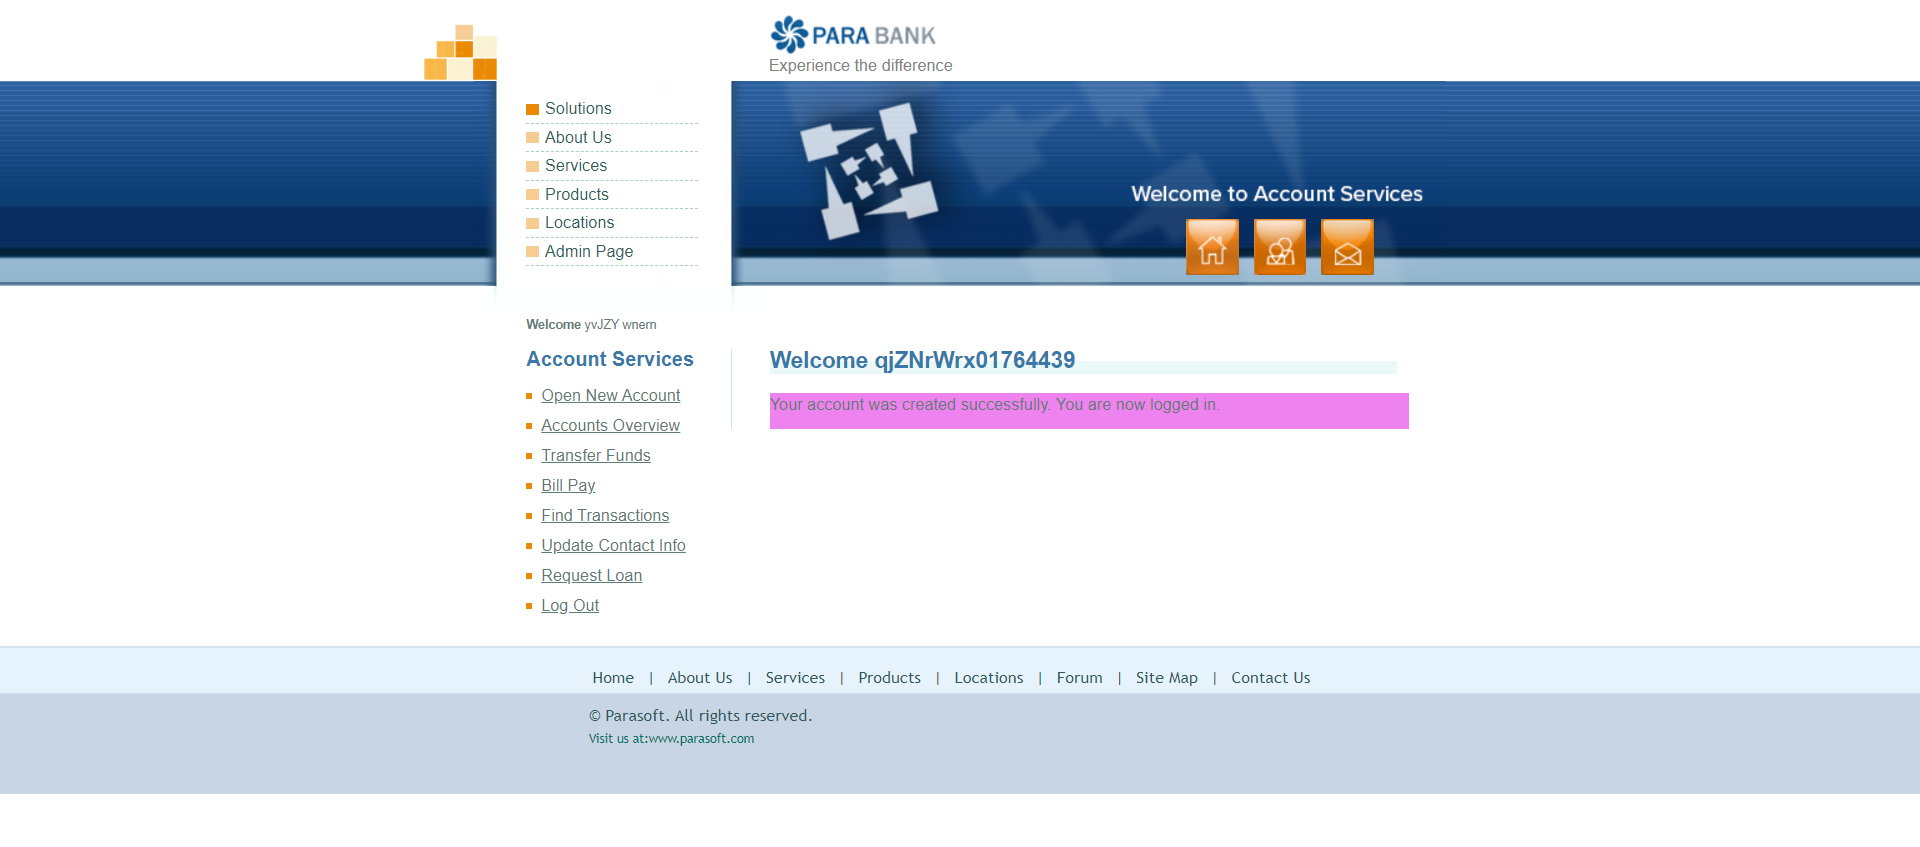 PARA BANK
Experience the difference
Solutions
About Us
Services
Products
Locations
Admin Page
Welcome to Account Services
Welcome yvJZY wnern
Account Services
Open New Account
Accounts Overview
Transfer Funds
Bill Pay
Find Transactions
Update Contact Info
Request Loan
Log Out
Welcome qjZNrWrx01764439
Your account was created successfully. You are now logged in.
Home | About Us | Services | Products | Locations | Forum | Site Map | Contact Us
© Parasoft. All rights reserved.
Visit us at:www.parasoft.com